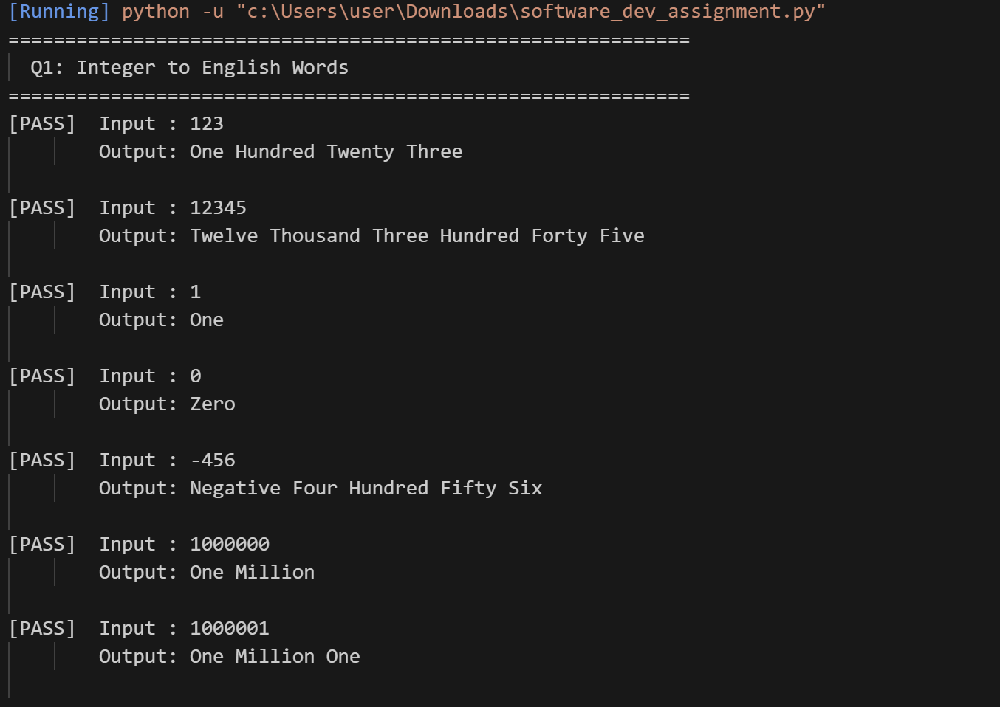 [Running] python -u "c:\Users\user\Downloads\software_dev_assignment.py"
============================================================
Q1: Integer to English Words
============================================================
[PASS]  Input : 123
Output: One Hundred Twenty Three
[PASS]  Input : 12345
Output: Twelve Thousand Three Hundred Forty Five
[PASS]  Input : 1
Output: One
[PASS]  Input : 0
Output: Zero
[PASS]  Input : -456
Output: Negative Four Hundred Fifty Six
[PASS]  Input : 1000000
Output: One Million
[PASS]  Input : 1000001
Output: One Million One